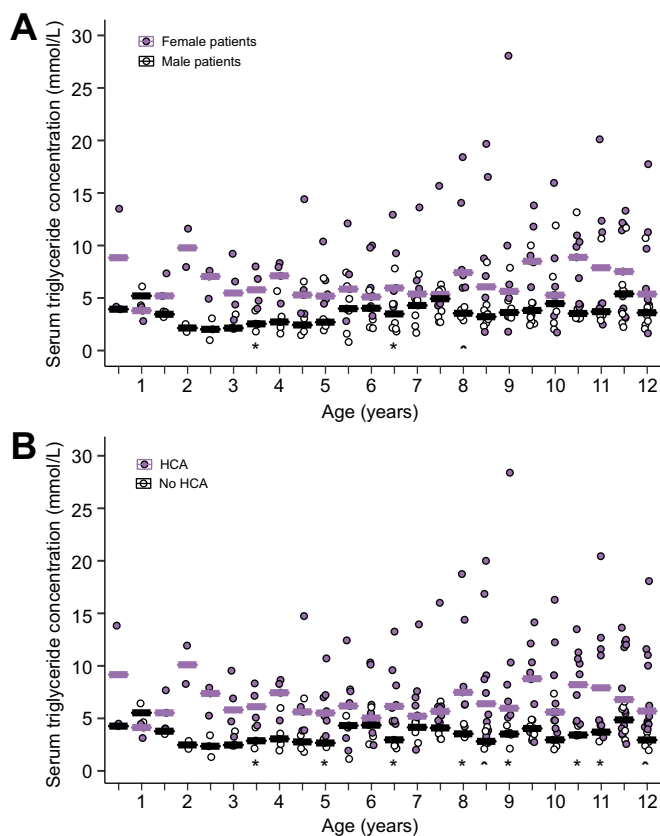 A
Serum triglyceride concentration (mmol/L)
30
25
20
15
10
5
0
Female patients
Male patients
* * ^
1 2 3 4 5 6 7 8 9 10 11 12
Age (years)
B
Serum triglyceride concentration (mmol/L)
30
25
20
15
10
5
0
HCA
No HCA
* * * * ^ * * * ^
1 2 3 4 5 6 7 8 9 10 11 12
Age (years)